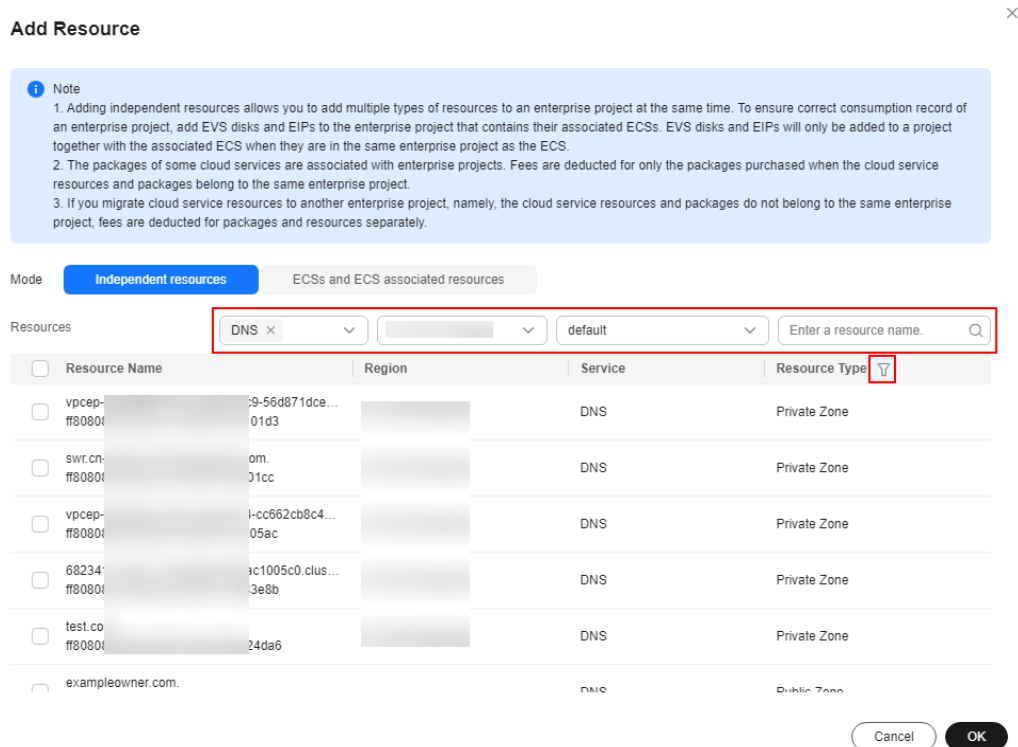 Add Resource
Note
1. Adding independent resources allows you to add multiple types of resources to an enterprise project at the same time. To ensure correct consumption record of
an enterprise project, add EVS disks and EIPs to the enterprise project that contains their associated ECSs. EVS disks and EIPs will only be added to a project
together with the associated ECS when they are in the same enterprise project as the ECS.
2. The packages of some cloud services are associated with enterprise projects. Fees are deducted for only the packages purchased when the cloud service
resources and packages belong to the same enterprise project.
3. If you migrate cloud service resources to another enterprise project, namely, the cloud service resources and packages do not belong to the same enterprise
project, fees are deducted for packages and resources separately.
Mode Independent resources ECSs and ECS associated resources
Resources DNS default Enter a resource name.
Resource Name Region Service Resource Type
vpcep- :9-56d871dce... DNS Private Zone
ff8080 01d3
swr.cn- om. DNS Private Zone
ff8080 01cc
vpcep- -cc662cb8c4... DNS Private Zone
ff8080 05ac
68234 ac1005c0.clus... DNS Private Zone
ff8080 3e8b
test.co DNS Private Zone
ff8080 24da6
exampleowner.com. DNS Public Zone
Cancel OK